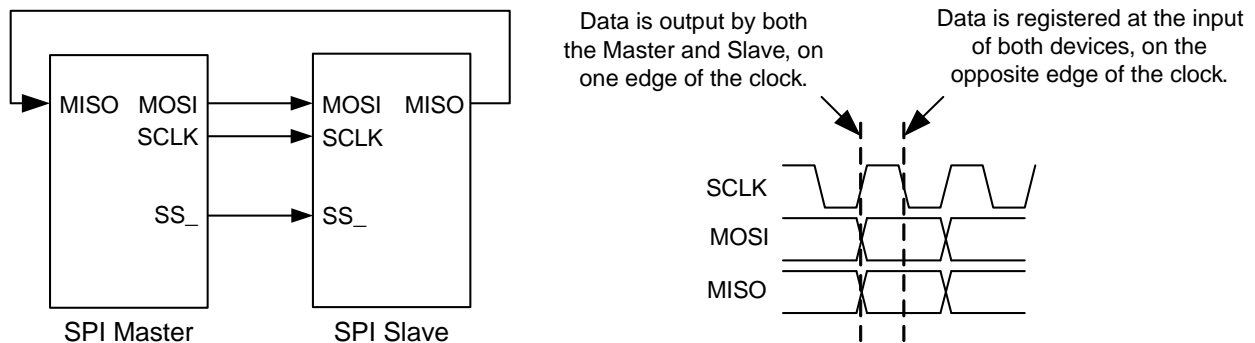 Data is output by both
the Master and Slave, on
one edge of the clock.
Data is registered at the input
of both devices, on the
opposite edge of the clock.
MISO MOSI
SCLK
SS_
MOSI MISO
SCLK
SS_
SPI Master
SPI Slave
SCLK
MOSI
MISO